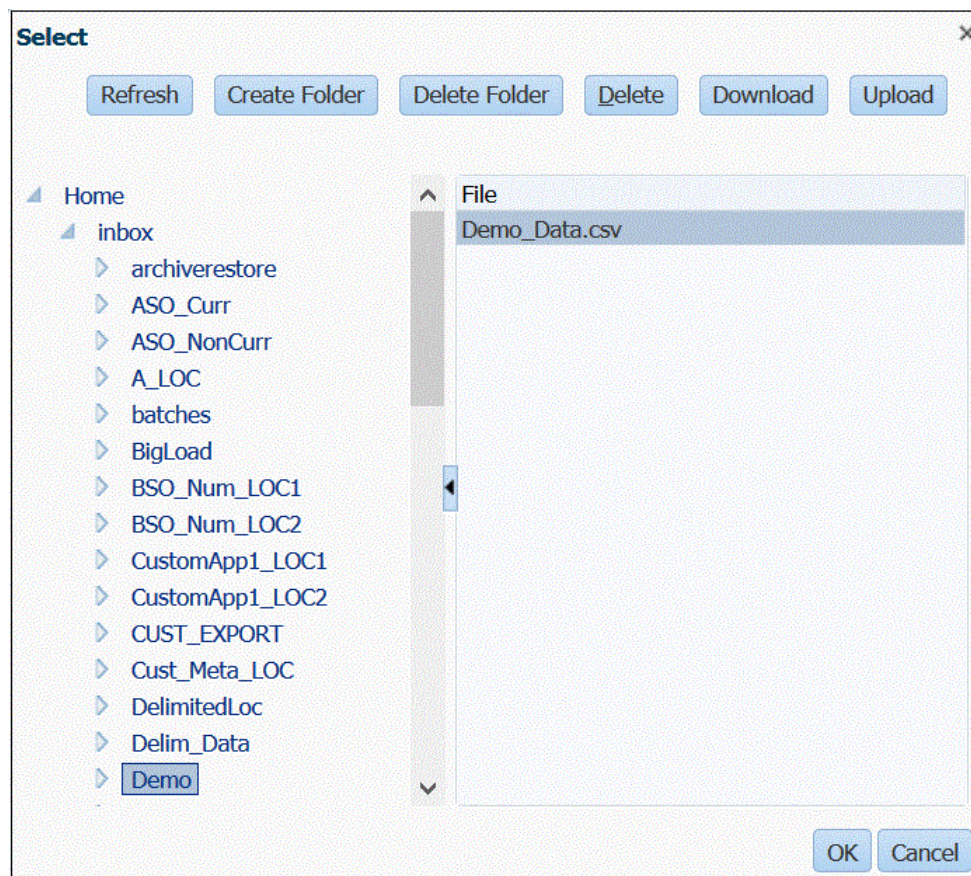 Select
Refresh Create Folder Delete Folder Delete Download Upload
Home
inbox
archiverestore
ASO_Curr
ASO_NonCurr
A_LOC
batches
BigLoad
BSO_Num_LOC1
BSO_Num_LOC2
CustomApp1_LOC1
CustomApp1_LOC2
CUST_EXPORT
Cust_Meta_LOC
DelimitedLoc
Delim_Data
Demo
File
Demo_Data.csv
OK Cancel